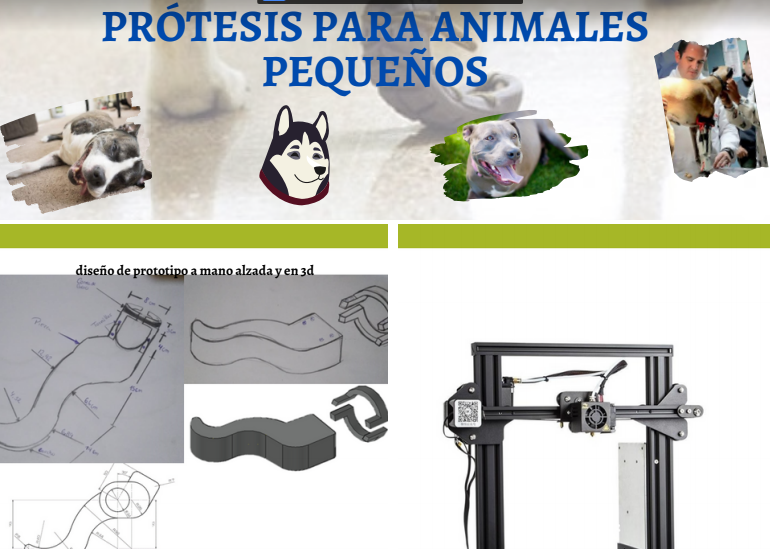 PRÓTESIS PARA ANIMALES
PEQUEÑOS
diseño de prototipo a mano alzada y en 3d